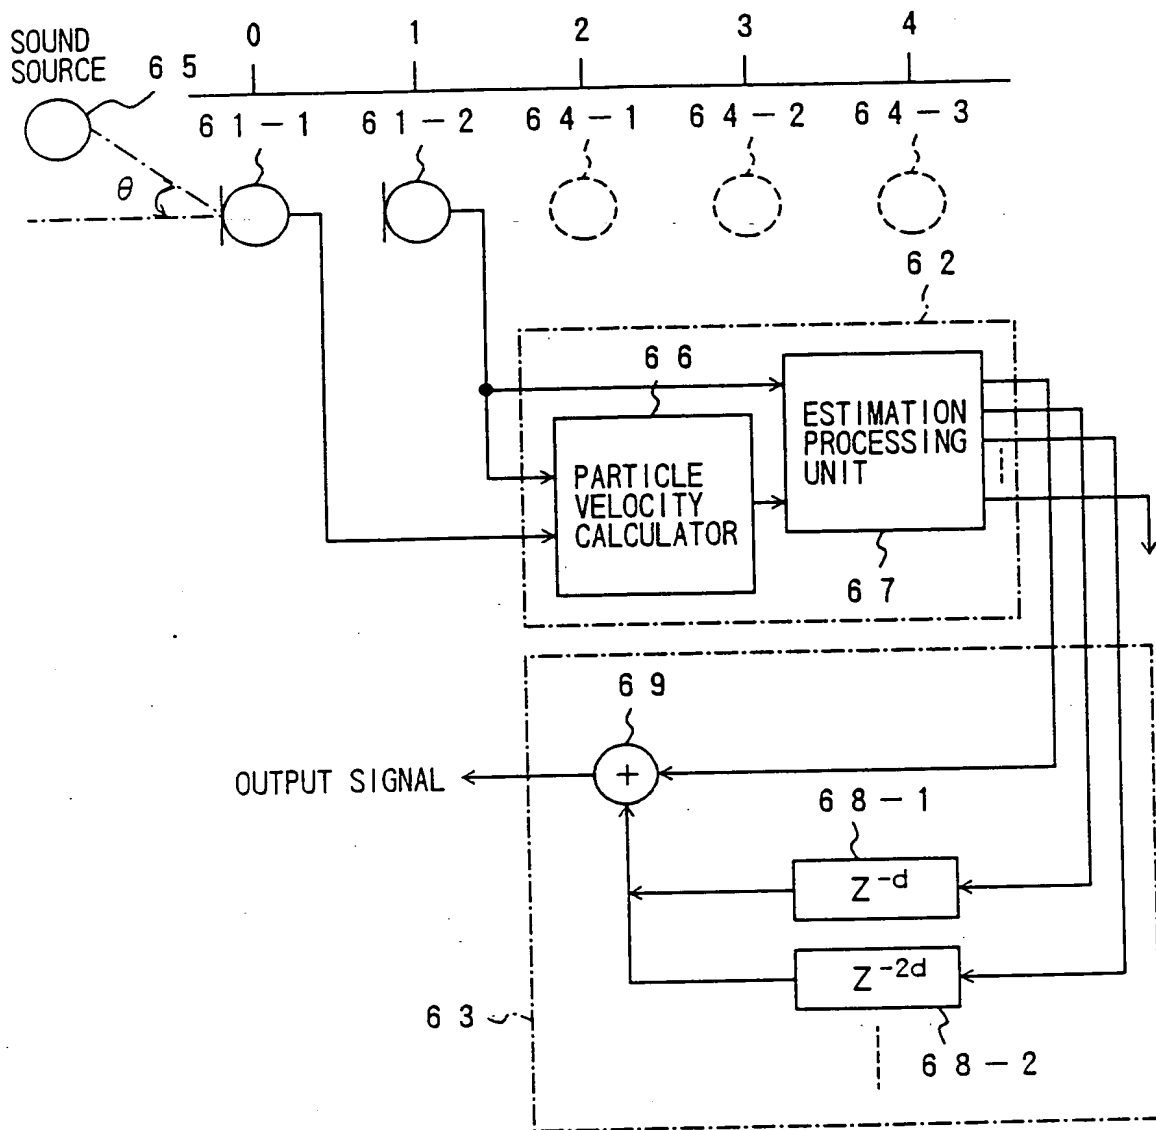 SOUND
SOURCE
6 5
0 1 2 3 4
6 1 - 1 6 1 - 2 6 4 - 1 6 4 - 2 6 4 - 3
θ
6 2
6 6
ESTIMATION
PROCESSING
UNIT
PARTICLE
VELOCITY
CALCULATOR
6 7
6 9
+
OUTPUT SIGNAL
6 8 - 1
Z⁻ᵈ
Z⁻²ᵈ
6 3
6 8 - 2